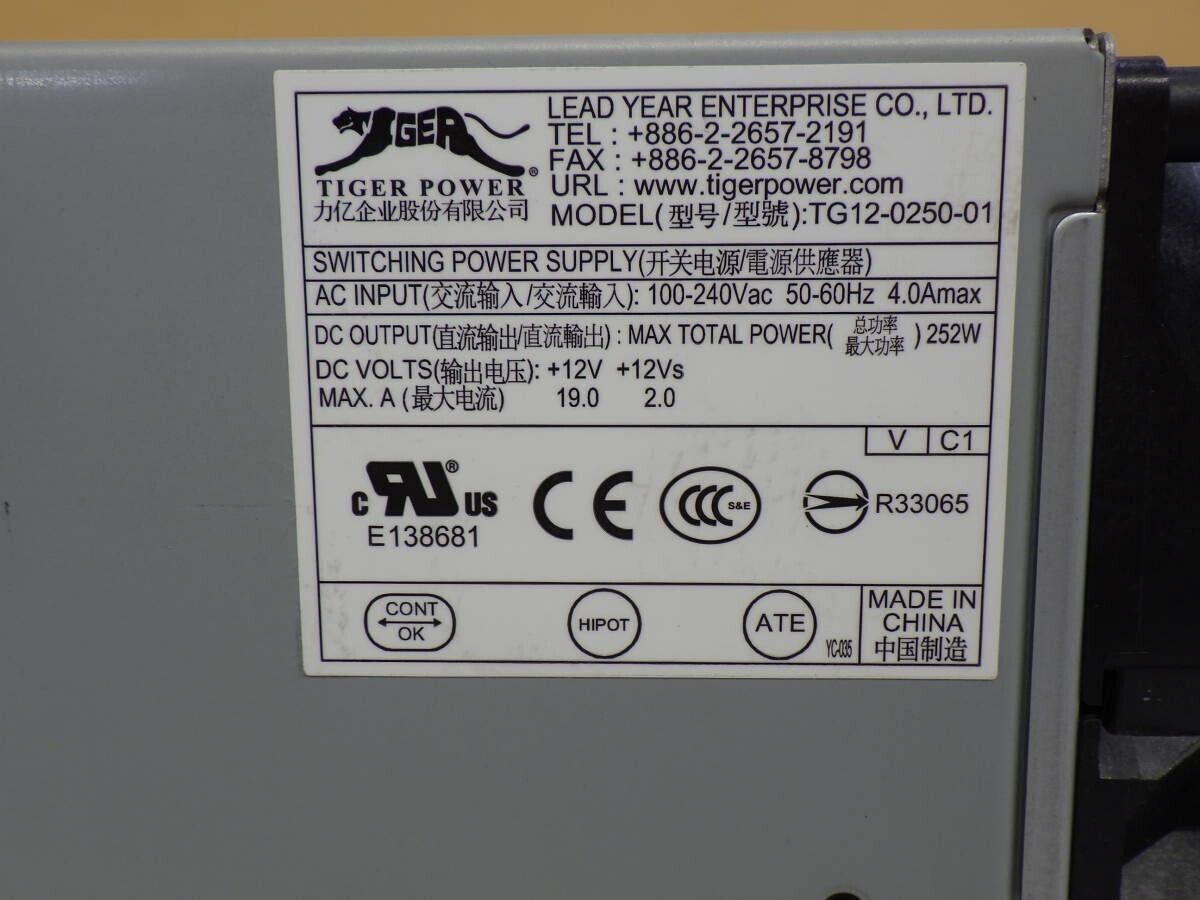 TIGER
LEAD YEAR ENTERPRISE CO., LTD.
TEL : +886-2-2657-2191
FAX : +886-2-2657-8798
®
TIGER POWER
URL : www.tigerpower.com
力亿企业股份有限公司
MODEL(型号/型號):TG12-0250-01
SWITCHING POWER SUPPLY(开关电源/電源供應器)
AC INPUT(交流输入/交流輸入): 100-240Vac 50-60Hz 4.0Amax
DC OUTPUT(直流输出/直流輸出) : MAX TOTAL POWER( 总功率 最大功率 ) 252W
DC VOLTS(输出电压): +12V +12Vs
MAX. A (最大电流) 19.0 2.0
V C1
c RU ® US
E138681
CE
CCC S&E
R33065
CONT
OK
HIPOT
ATE
YC-035
MADE IN
CHINA
中国制造